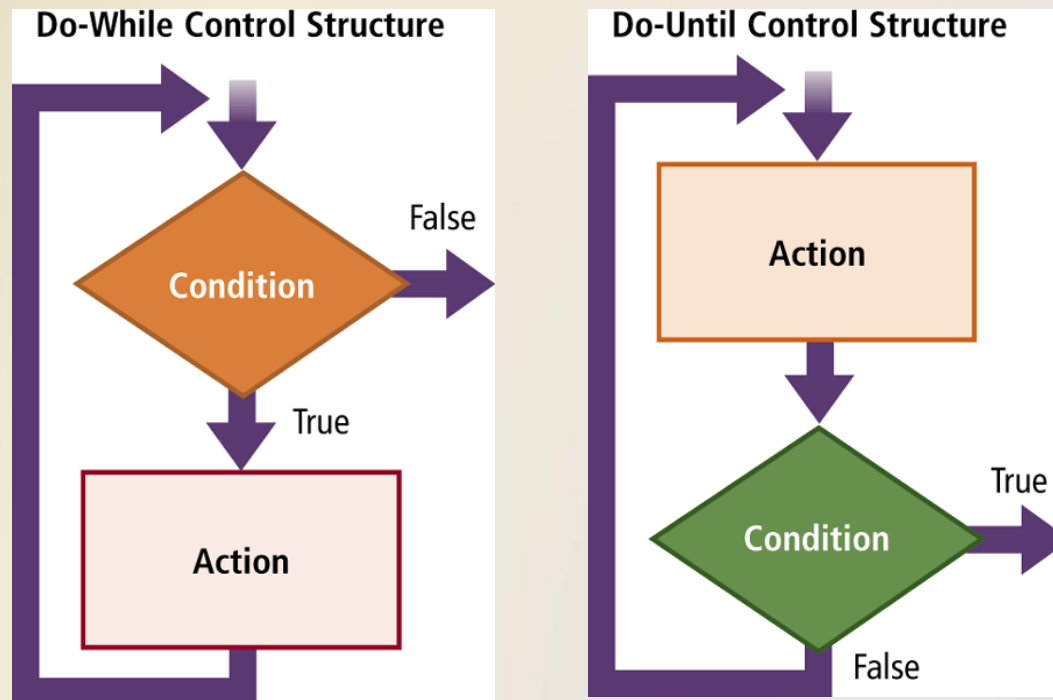 Do-While Control Structure
False
Condition
True
Action
Do-Until Control Structure
Action
True
Condition
False